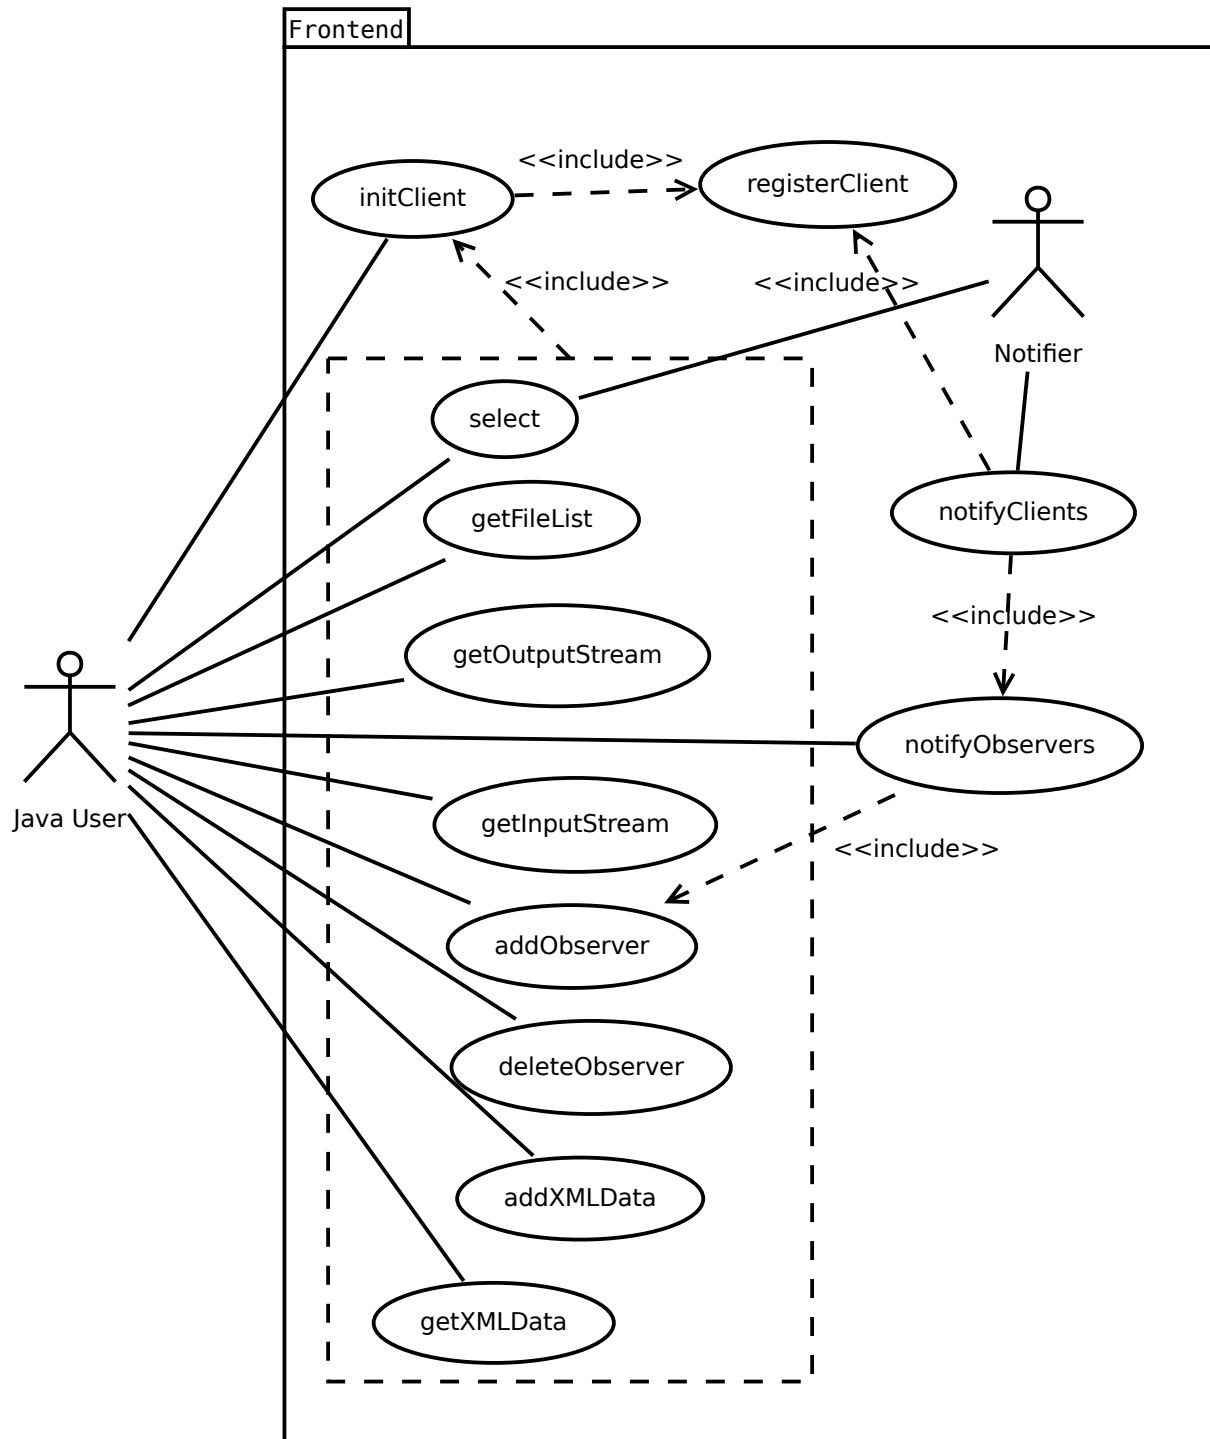 Frontend
<<include>>
initClient
registerClient
<<include>>
<<include>>
Notifier
select
getFileList
notifyClients
<<include>>
getOutputStream
notifyObservers
Java User
getInputStream
<<include>>
addObserver
deleteObserver
addXMLData
getXMLData